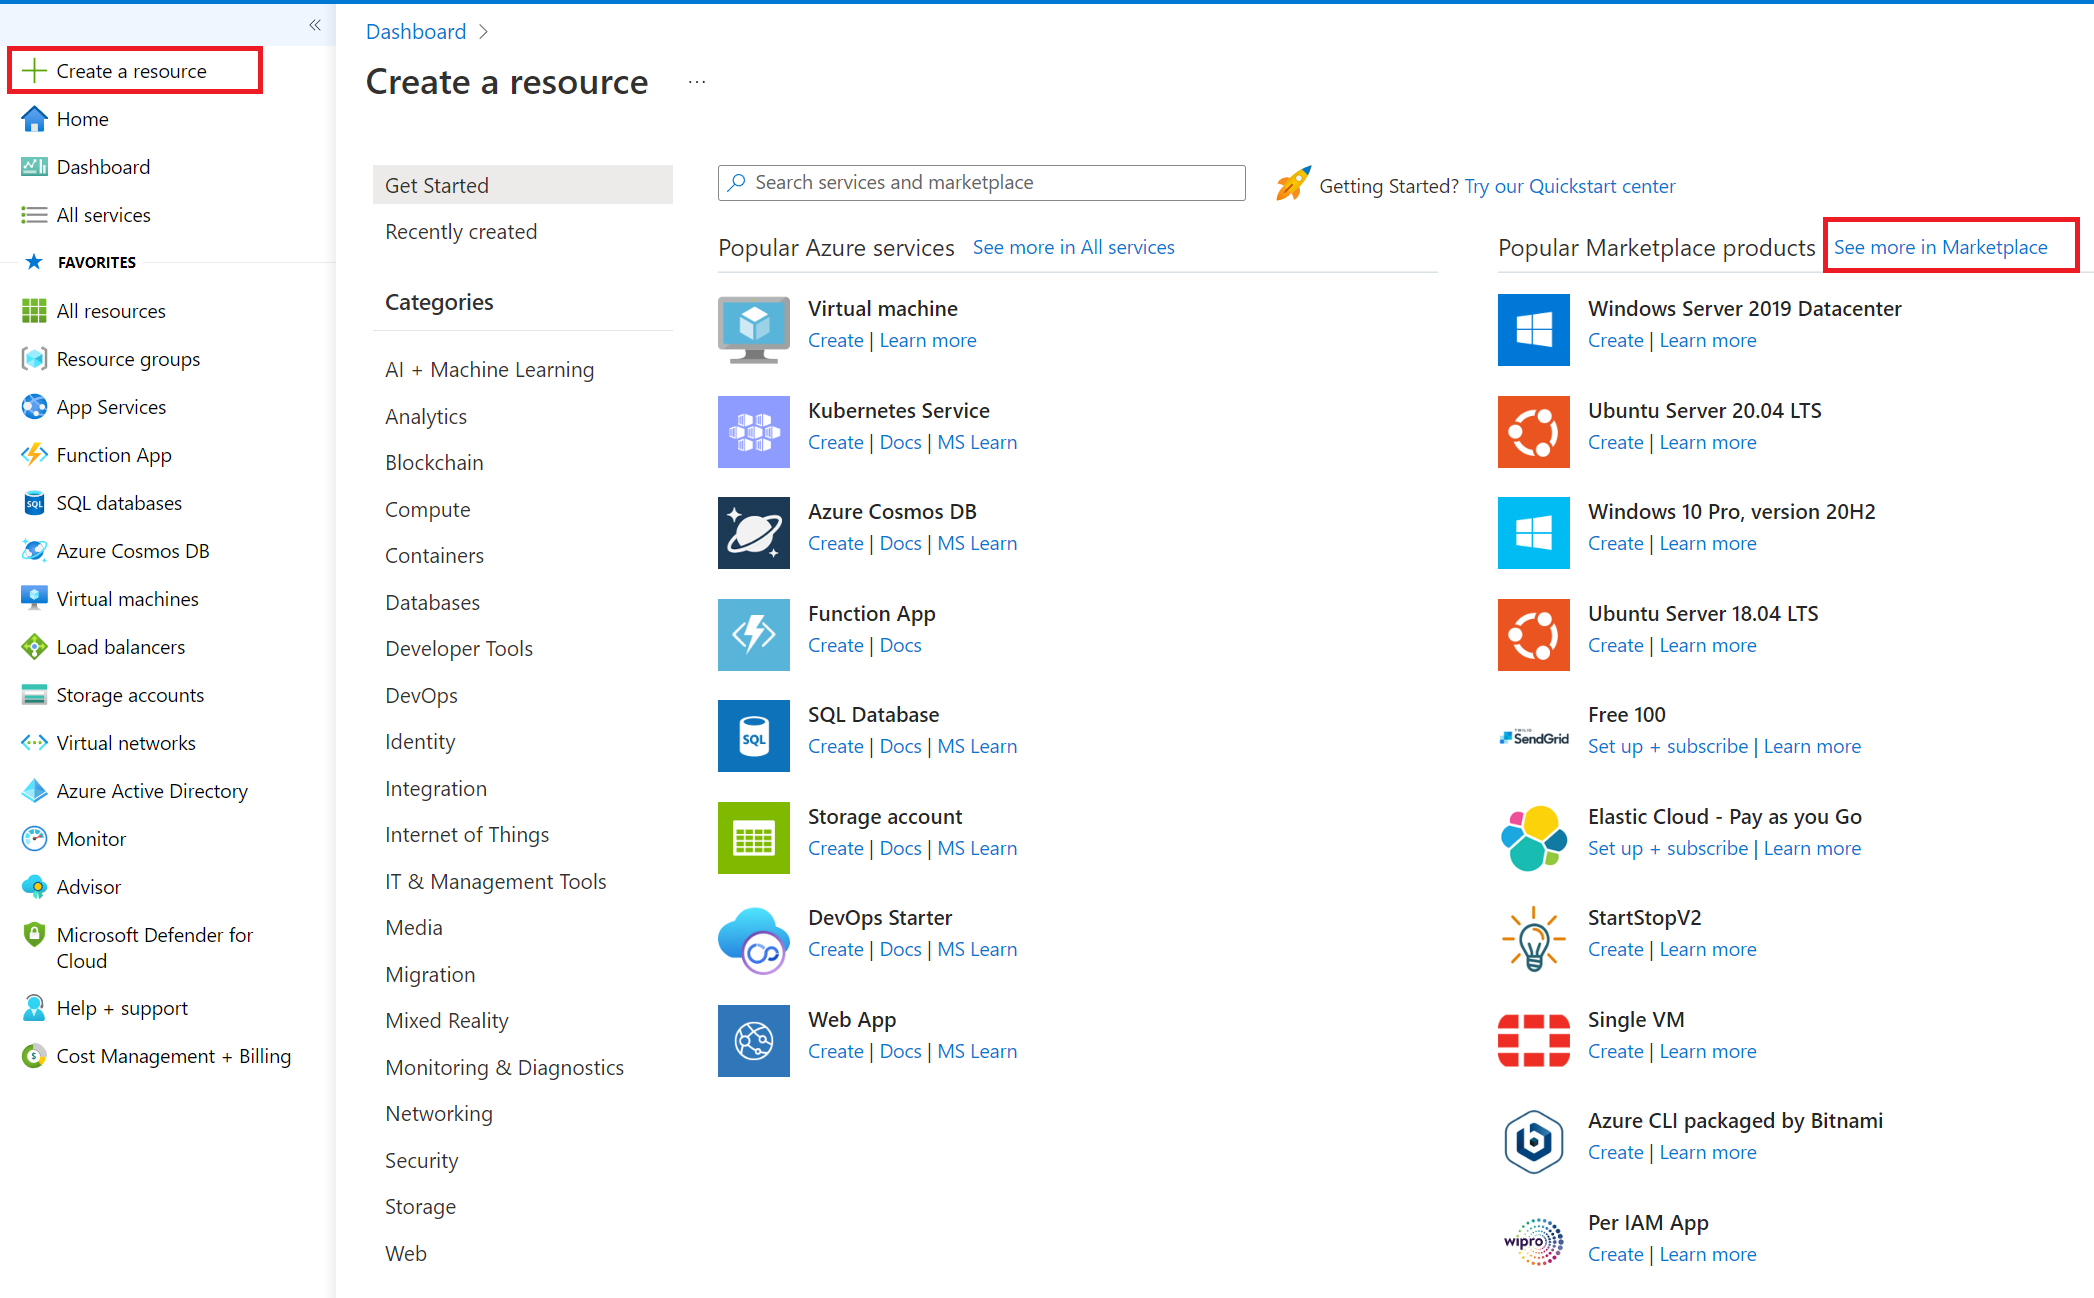 Create a resource
Home
Dashboard
All services
FAVORITES
All resources
Resource groups
App Services
Function App
SQL databases
Azure Cosmos DB
Virtual machines
Load balancers
Storage accounts
Virtual networks
Azure Active Directory
Monitor
Advisor
Microsoft Defender for
Cloud
Help + support
Cost Management + Billing
Dashboard
Create a resource
Get Started
Recently created
Categories
AI + Machine Learning
Analytics
Blockchain
Compute
Containers
Databases
Developer Tools
DevOps
Identity
Integration
Internet of Things
IT & Management Tools
Media
Migration
Mixed Reality
Monitoring & Diagnostics
Networking
Security
Storage
Web
Search services and marketplace
Getting Started? Try our Quickstart center
Popular Azure services See more in All services
Virtual machine
Create | Learn more
Kubernetes Service
Create | Docs | MS Learn
Azure Cosmos DB
Create | Docs | MS Learn
Function App
Create | Docs
SQL
SQL Database
Create | Docs | MS Learn
Storage account
Create | Docs | MS Learn
DevOps Starter
Create | Docs | MS Learn
Web App
Create | Docs | MS Learn
Popular Marketplace products See more in Marketplace
Windows Server 2019 Datacenter
Create | Learn more
Ubuntu Server 20.04 LTS
Create | Learn more
Windows 10 Pro, version 20H2
Create | Learn more
Ubuntu Server 18.04 LTS
Create | Learn more
TWILIO
SendGrid
Free 100
Set up + subscribe | Learn more
Elastic Cloud - Pay as you Go
Set up + subscribe | Learn more
StartStopV2
Create | Learn more
Single VM
Create | Learn more
Azure CLI packaged by Bitnami
Create | Learn more
wipro
Per IAM App
Create | Learn more